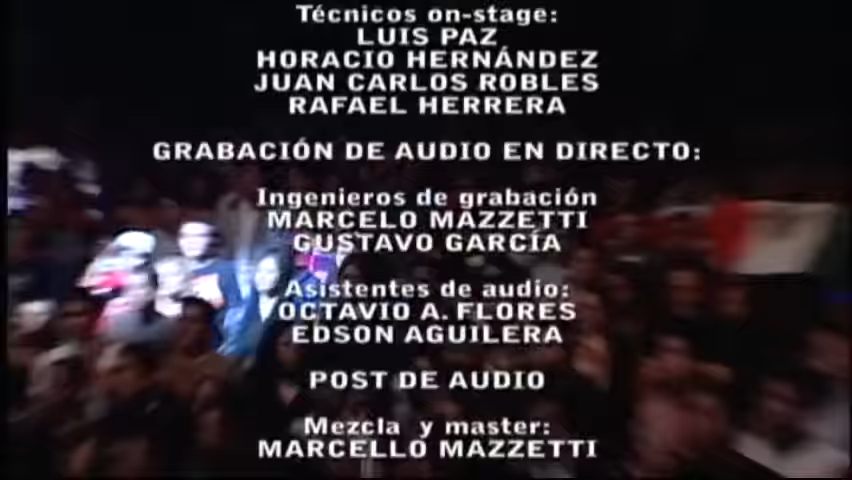 Técnicos on-stage:
LUIS PAZ
HORACIO HERNÁNDEZ
JUAN CARLOS ROBLES
RAFAEL HERRERA
GRABACIÓN DE AUDIO EN DIRECTO:
Ingenieros de grabación
MARCELO MAZZETTI
GUSTAVO GARCÍA
Asistentes de audio:
OCTAVIO A. FLORES
EDSON AGUILERA
POST DE AUDIO
Mezcla y master:
MARCELLO MAZZETTI